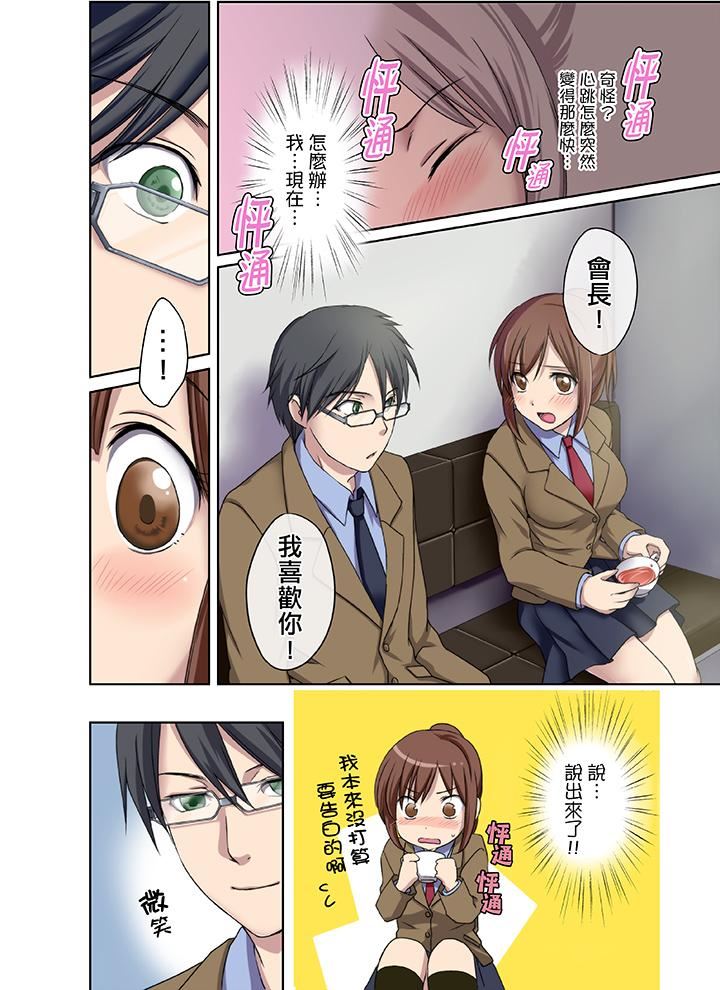 怦通
奇怪？
心跳怎麼突然
變得那麼快…
怦通
怦通
怎麼辦…
我…現在…
怦通
會長！
我喜歡你！
…！
說…
說出來了!!
怦通
怦通
我本來沒打算
要告白的啊
微笑